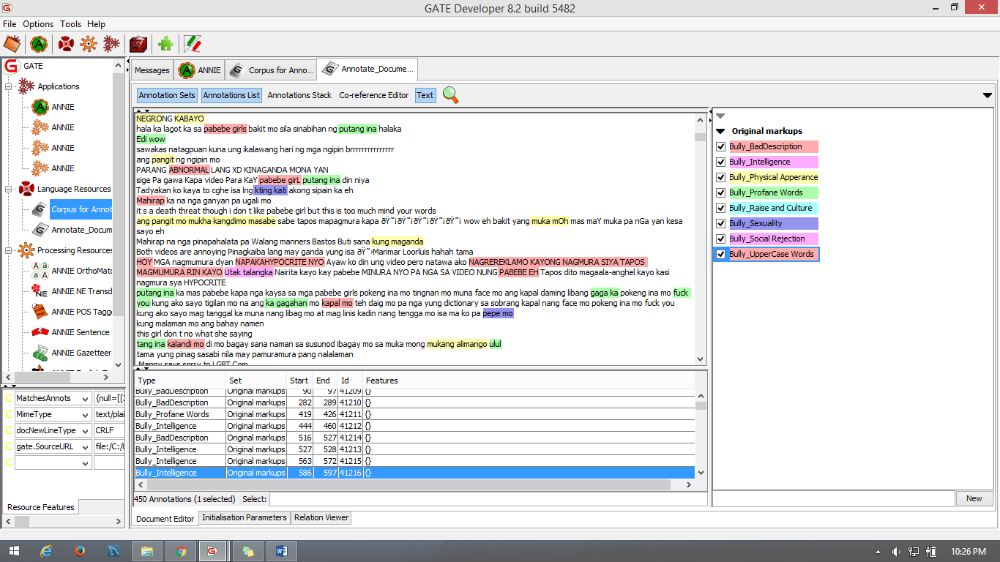 GATE Developer 8.2 build 5482
File Options Tools Help
GATE
Applications
ANNIE
ANNIE
ANNIE
ANNIE
Language Resources
Corpus for Annot
Annotate_Docum
Processing Resources
ANNIE OrthoMatc
ANNIE NE Transd
ANNIE POS Tagge
ANNIE Sentence
ANNIE Gazetteer
MatchesAnnots {null=[[3
MimeType text/plai
docNewLineType CRLF
gate.SourceURL file:/C:/U
Resource Features
Messages ANNIE Corpus for Anno... Annotate_Docume...
Annotation Sets Annotations List Annotations Stack Co-reference Editor Text
NEGRONG KABAYO
hala ka lagot ka sa pabebe girls bakit mo sila sinabihan ng putang ina halaka
Edi wow
sawakas natagpuan kuna ung ikalawang hari ng mga ngipin brrrrrrrrrrrrrrr
ang pangit ng ngipin mo
PARANG ABNORMAL LANG XD KINAGANDA MONA YAN
sige Pa gawa Kapa video Para KaY pabebe girL putang ina din niya
Tadyakan ko kaya to cghe isa lng kting kati akong sipain ka eh
Mahirap ka na nga ganyan pa ugali mo
it s a death threat though i don t like pabebe girl but this is too much mind your words
ang pangit mo mukha kangdimo masabe sabe tapos mapagmura kapa ðŸ˜¡ðŸ˜¡ðŸ˜¡ðŸ˜¡ðŸ˜¡ wow eh bakit yang muka mOh mas maY muka pa nGa yan kesa
sayo eh
Mahirap na nga pinapahalata pa Walang manners Bastos Buti sana kung maganda
Both videos are annoying Pinagkaiba lang may ganda yung isa ðŸ˜›Marimar Loorluis hahah tama
HOY MGA nagmumura dyan NAPAKAHYPOCRITE NYO Ayaw ko din ung video pero natawa ako NAGREREKLAMO KAYONG NAGMURA SIYA TAPOS
MAGMUMURA RIN KAYO Utak talangka Nairita kayo kay pabebe MINURA NYO PA NGA SA VIDEO NUNG PABEBE EH Tapos dito magaala-anghel kayo kasi
nagmura sya HYPOCRITE
putang ina ka mas pabebe kapa nga kaysa sa mga pabebe girls pokeng ina mo tingnan mo muna face mo ang kapal daming libang gaga ka pokeng ina mo fuck
you kung ako sayo tigilan mo na ang ka gagahan mo kapal mo teh daig mo pa nga yung dictionary sa sobrang kapal nang face mo pokeng ina mo fuck you
kung ako sayo mag tanggal ka muna nang libag mo at mag linis kadin nang tengga mo isa ma ko pa pepe mo
kung malaman mo ang bahay namen
this girl don t no what she saying
tang ina kalandi mo di mo bagay sana naman sa susunod ibagay mo sa muka mong mukang alimango ulul
tama yung pinag sasabi nila may pamuramura pang nalalaman
Manny says sorry to LGBT Com
Type Set Start End Id Features
Bully_BadDescription Original markups 90 97 41209 {}
Bully_BadDescription Original markups 282 289 41210 {}
Bully_Profane Words Original markups 419 426 41211 {}
Bully_Intelligence Original markups 444 460 41212 {}
Bully_BadDescription Original markups 516 527 41214 {}
Bully_Intelligence Original markups 527 528 41213 {}
Bully_Intelligence Original markups 563 572 41215 {}
Bully_Intelligence Original markups 586 597 41216 {}
450 Annotations (1 selected) Select:
Document Editor Initialisation Parameters Relation Viewer
Original markups
Bully_BadDescription
Bully_Intelligence
Bully_Physical Apperance
Bully_Profane Words
Bully_Raise and Culture
Bully_Sexuality
Bully_Social Rejection
Bully_UpperCase Words
New
10:26 PM